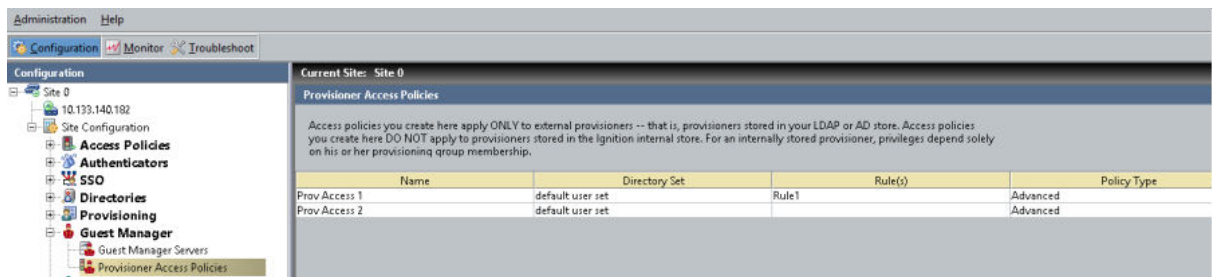 Administration Help
Configuration Monitor Troubleshoot
Configuration
Current Site: Site 0
Site 0
10.133.140.182
Site Configuration
Access Policies
Authenticators
SSO
Directories
Provisioning
Guest Manager
Guest Manager Servers
Provisioner Access Policies
Provisioner Access Policies
Access policies you create here apply ONLY to external provisioners -- that is, provisioners stored in your LDAP or AD store. Access policies
you create here DO NOT apply to provisioners stored in the Ignition internal store. For an internally stored provisioner, privileges depend solely
on his or her provisioning group membership.
Name Directory Set Rule(s) Policy Type
Prov Access 1 default user set Rule1 Advanced
Prov Access 2 default user set Advanced